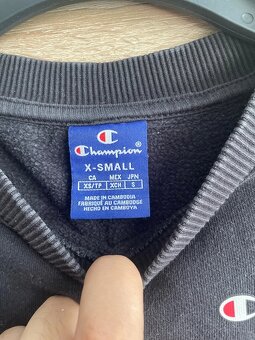 Champion®
X-SMALL
CA MEX JPN
XS/TP XCH S
MADE IN CAMBODIA
FABRIQUÉ AU CAMBODGE
HECHO EN CAMBOYA